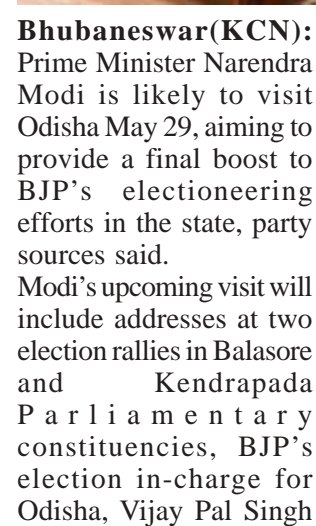 Bhubaneswar(KCN):
Prime Minister Narendra
Modi is likely to visit
Odisha May 29, aiming to
provide a final boost to
BJP's electioneering
efforts in the state, party
sources said.
Modi's upcoming visit will
include addresses at two
election rallies in Balasore
and Kendrapada
Parliamentary
constituencies, BJP's
election in-charge for
Odisha, Vijay Pal Singh